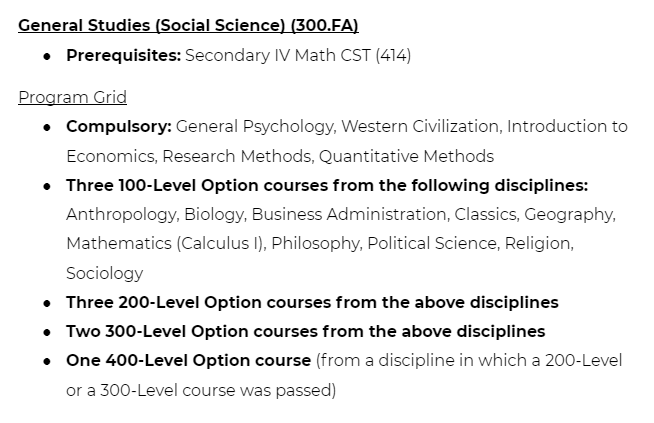 General Studies (Social Science) (300.FA)
● Prerequisites: Secondary IV Math CST (414)
Program Grid
● Compulsory: General Psychology, Western Civilization, Introduction to
Economics, Research Methods, Quantitative Methods
● Three 100-Level Option courses from the following disciplines:
Anthropology, Biology, Business Administration, Classics, Geography,
Mathematics (Calculus I), Philosophy, Political Science, Religion,
Sociology
● Three 200-Level Option courses from the above disciplines
● Two 300-Level Option courses from the above disciplines
● One 400-Level Option course (from a discipline in which a 200-Level
or a 300-Level course was passed)